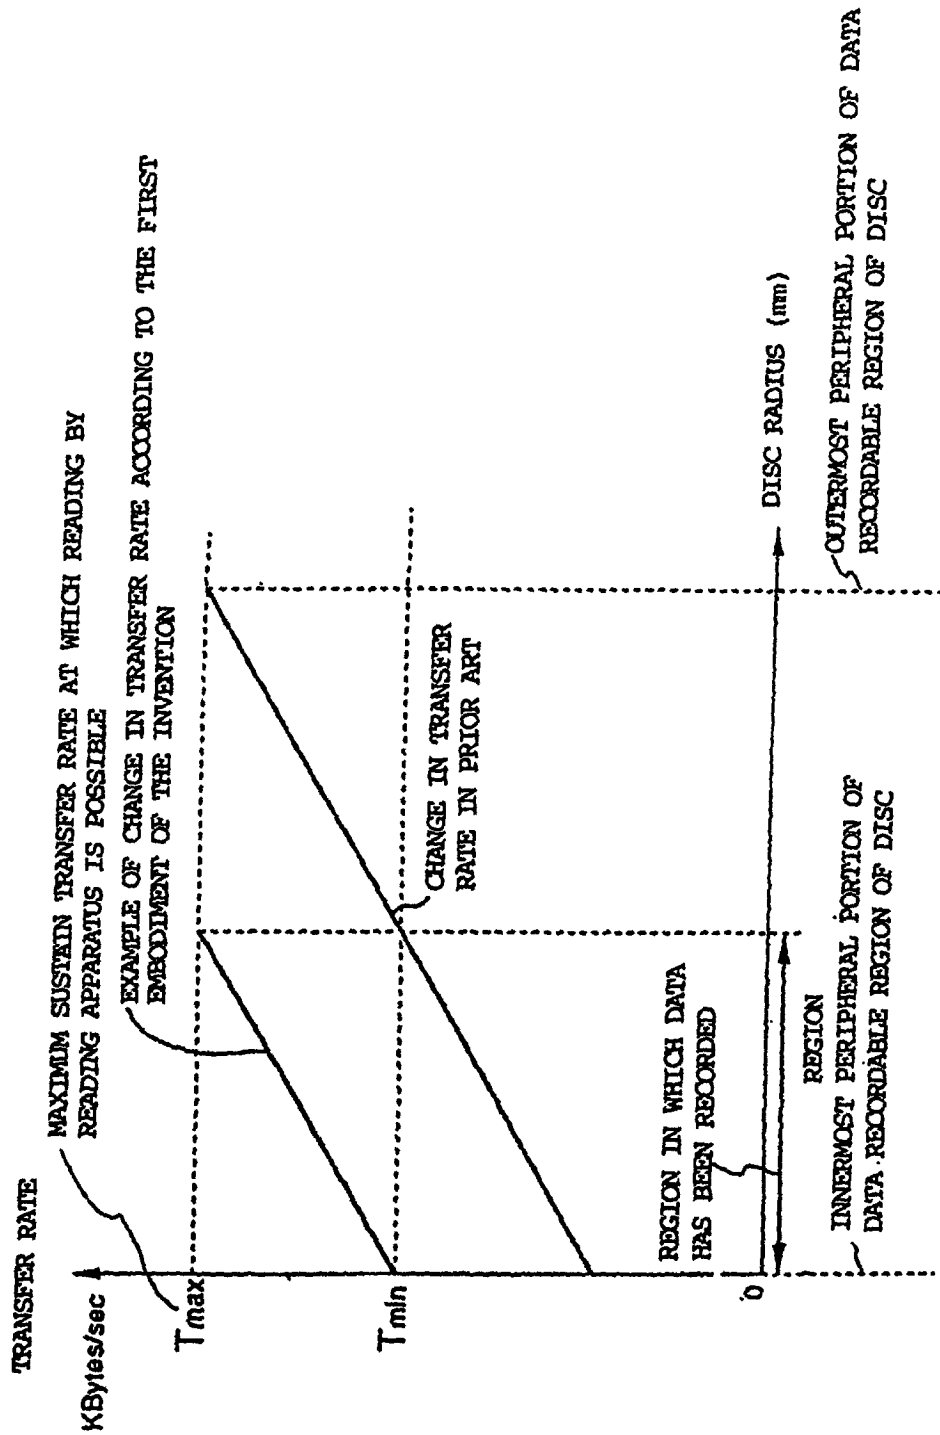 TRANSFER RATE
KBytes/sec
MAXIMUM SUSTAIN TRANSFER RATE AT WHICH READING BY
READING APPARATUS IS POSSIBLE
EXAMPLE OF CHANGE IN TRANSFER RATE ACCORDING TO THE FIRST
EMBODIMENT OF THE INVENTION
Tmax
Tmin
CHANGE IN TRANSFER
RATE IN PRIOR ART
REGION IN WHICH DATA
HAS BEEN RECORDED
0
DISC RADIUS (mm)
REGION
INNERMOST PERIPHERAL PORTION OF
DATA RECORDABLE REGION OF DISC
OUTERMOST PERIPHERAL PORTION OF DATA
RECORDABLE REGION OF DISC